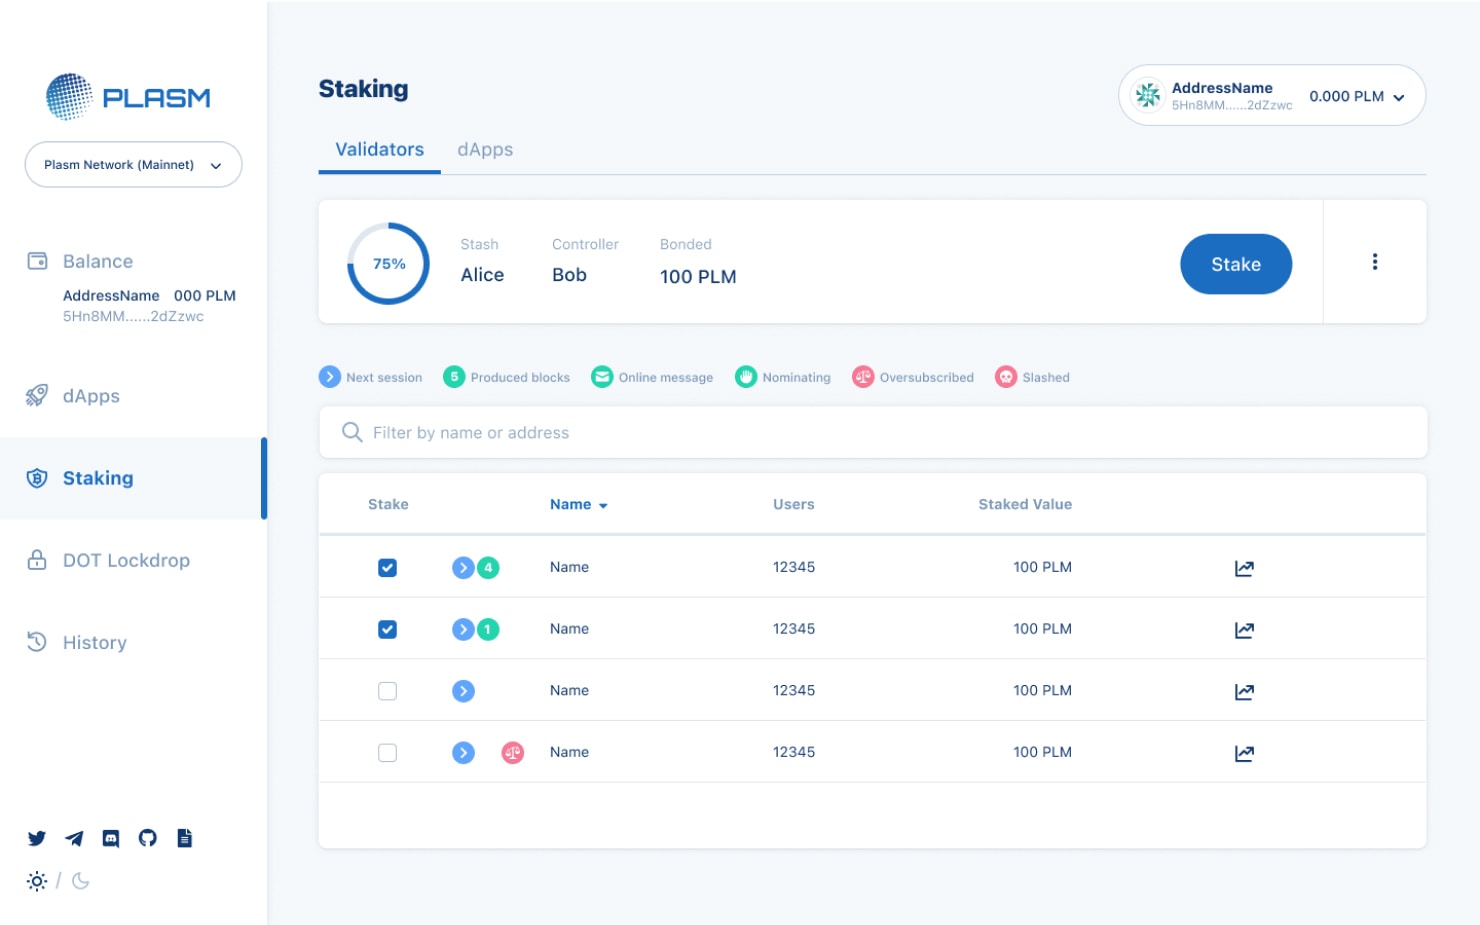 PLASM
Plasm Network (Mainnet)
Balance
AddressName 000 PLM
5Hn8MM......2dZzwc
dApps
Staking
DOT Lockdrop
History
/
Staking
AddressName
5Hn8MM......2dZzwc
0.000 PLM
Validators dApps
75%
Stash Controller Bonded
Alice Bob 100 PLM
Stake
Next session 5 Produced blocks Online message Nominating Oversubscribed Slashed
Filter by name or address
Stake Name Users Staked Value
4 Name 12345 100 PLM
1 Name 12345 100 PLM
Name 12345 100 PLM
Name 12345 100 PLM